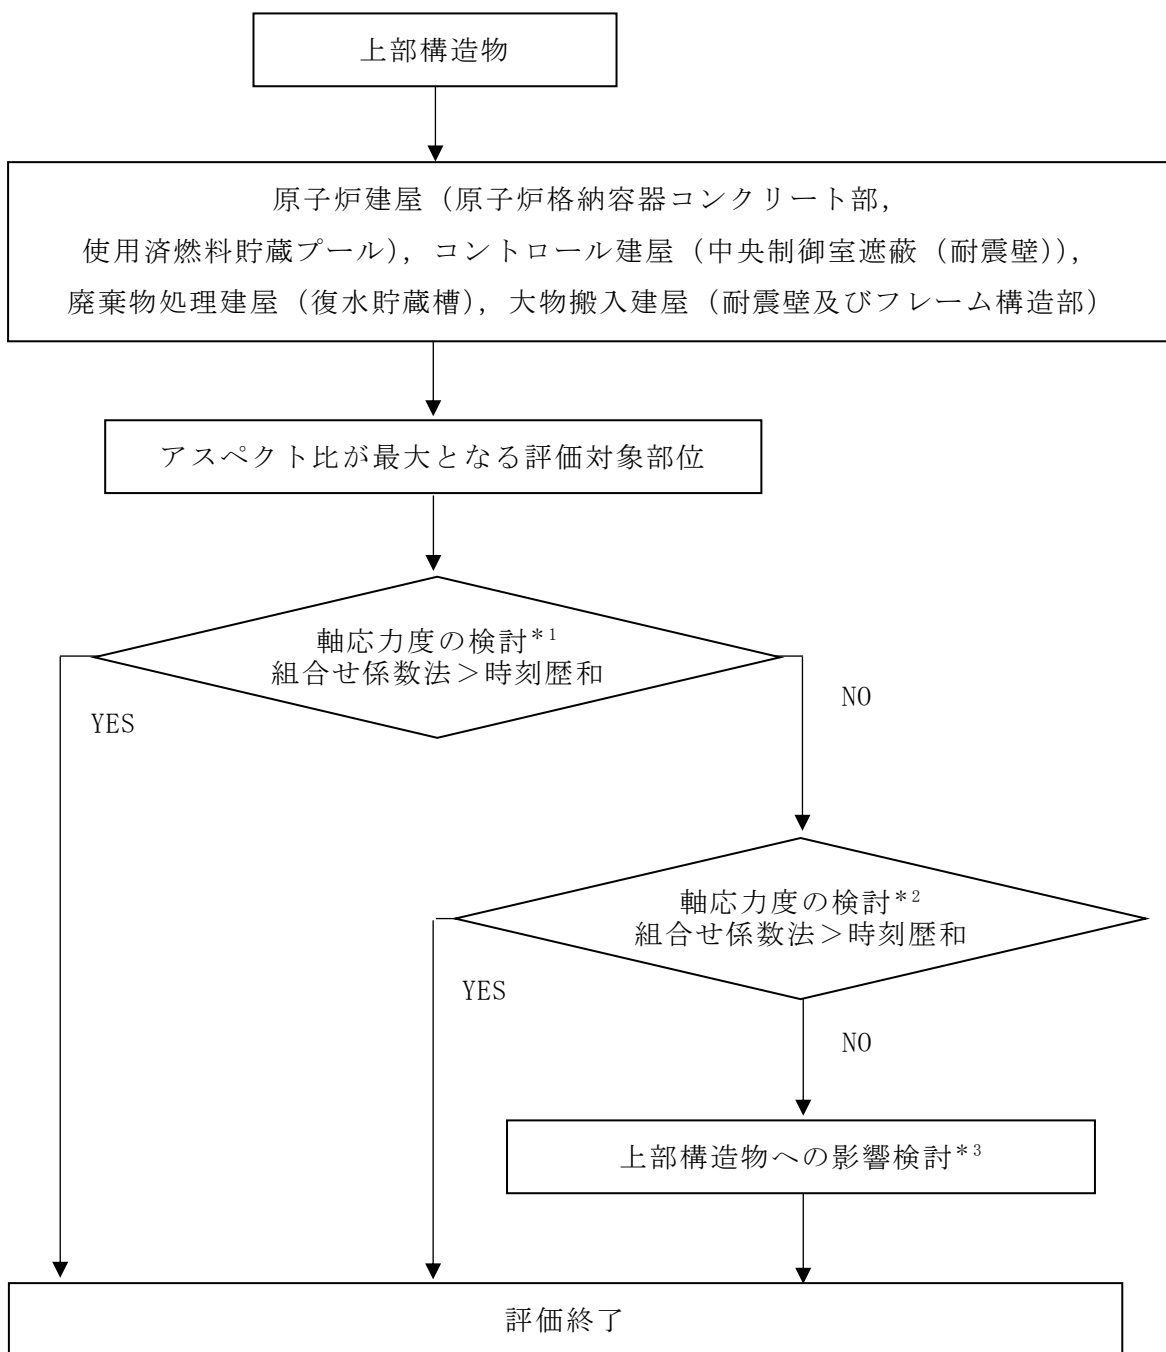 上部構造物
原子炉建屋（原子炉格納容器コンクリート部，
使用済燃料貯蔵プール），コントロール建屋（中央制御室遮蔽（耐震壁）），
廃棄物処理建屋（復水貯蔵槽），大物搬入建屋（耐震壁及びフレーム構造部）
アスペクト比が最大となる評価対象部位
軸応力度の検討*1
組合せ係数法＞時刻歴和
YES
NO
軸応力度の検討*2
組合せ係数法＞時刻歴和
YES
NO
上部構造物への影響検討*3
評価終了